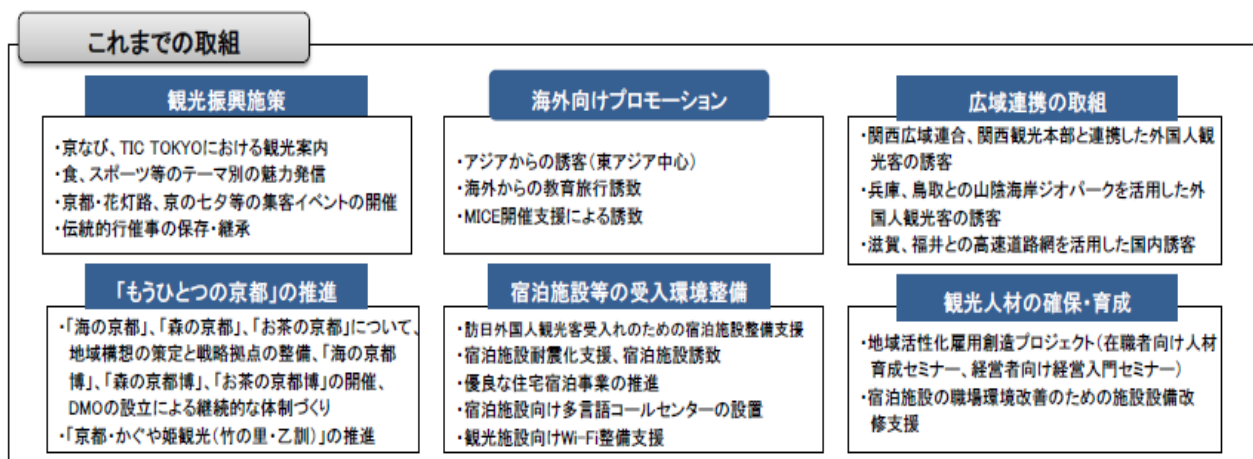 これまでの取組
観光振興施策
・京なび、TIC TOKYOにおける観光案内
・食、スポーツ等のテーマ別の魅力発信
・京都・花灯路、京の七夕等の集客イベントの開催
・伝統的行催事の保存・継承
海外向けプロモーション
・アジアからの誘客（東アジア中心）
・海外からの教育旅行誘致
・MICE開催支援による誘致
広域連携の取組
・関西広域連合、関西観光本部と連携した外国人観
光客の誘客
・兵庫、鳥取との山陰海岸ジオパークを活用した外
国人観光客の誘客
・滋賀、福井との高速道路網を活用した国内誘客
「もうひとつの京都」の推進
・「海の京都」、「森の京都」、「お茶の京都」について、
地域構想の策定と戦略拠点の整備、「海の京都
博」、「森の京都博」、「お茶の京都博」の開催、
DMOの設立による継続的な体制づくり
・「京都・かぐや姫観光（竹の里・乙訓）」の推進
宿泊施設等の受入環境整備
・訪日外国人観光客受入れのための宿泊施設整備支援
・宿泊施設耐震化支援、宿泊施設誘致
・優良な住宅宿泊事業の推進
・宿泊施設向け多言語コールセンターの設置
・観光施設向けWi-Fi整備支援
観光人材の確保・育成
・地域活性化雇用創造プロジェクト（在職者向け人材
育成セミナー、経営者向け経営入門セミナー）
・宿泊施設の職場環境改善のための施設設備改
修支援